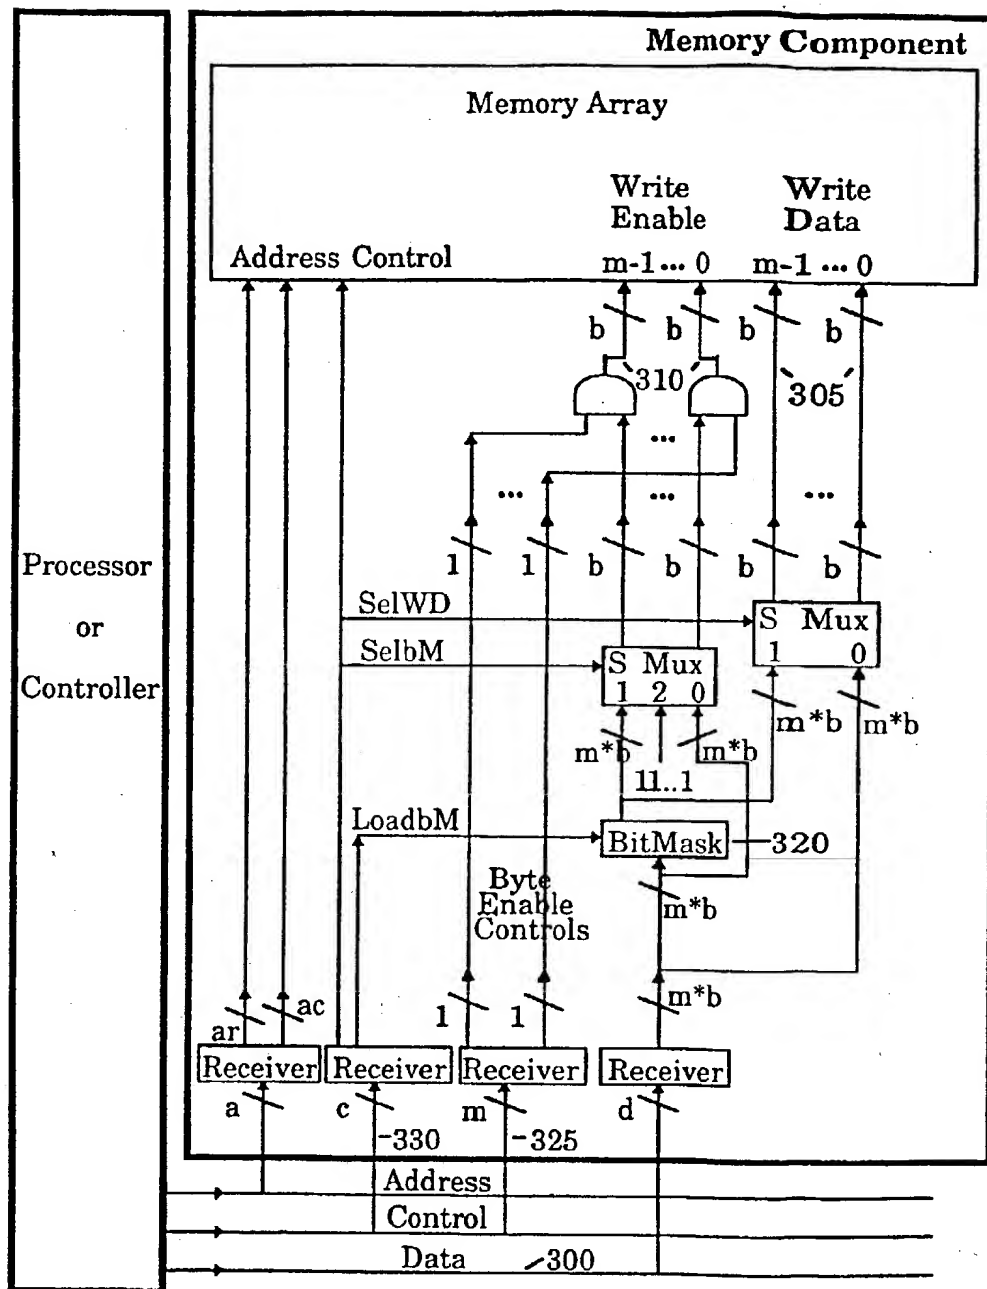 Memory Component
Memory Array
Write Enable
Write Data
Address Control
m-1 ... 0 m-1 ... 0
b b b b
310
305
...
... ... ...
1 1 b b b b
Processor
or
Controller
SelWD
S Mux
1 0
SelbM
S Mux
1 2 0
m*b m*b
m*b m*b
11..1
LoadbM
BitMask
320
Byte
Enable
Controls
m*b
ar ac
1 1 m*b
Receiver Receiver Receiver Receiver
a c m d
330 325
Address
Control
Data 300